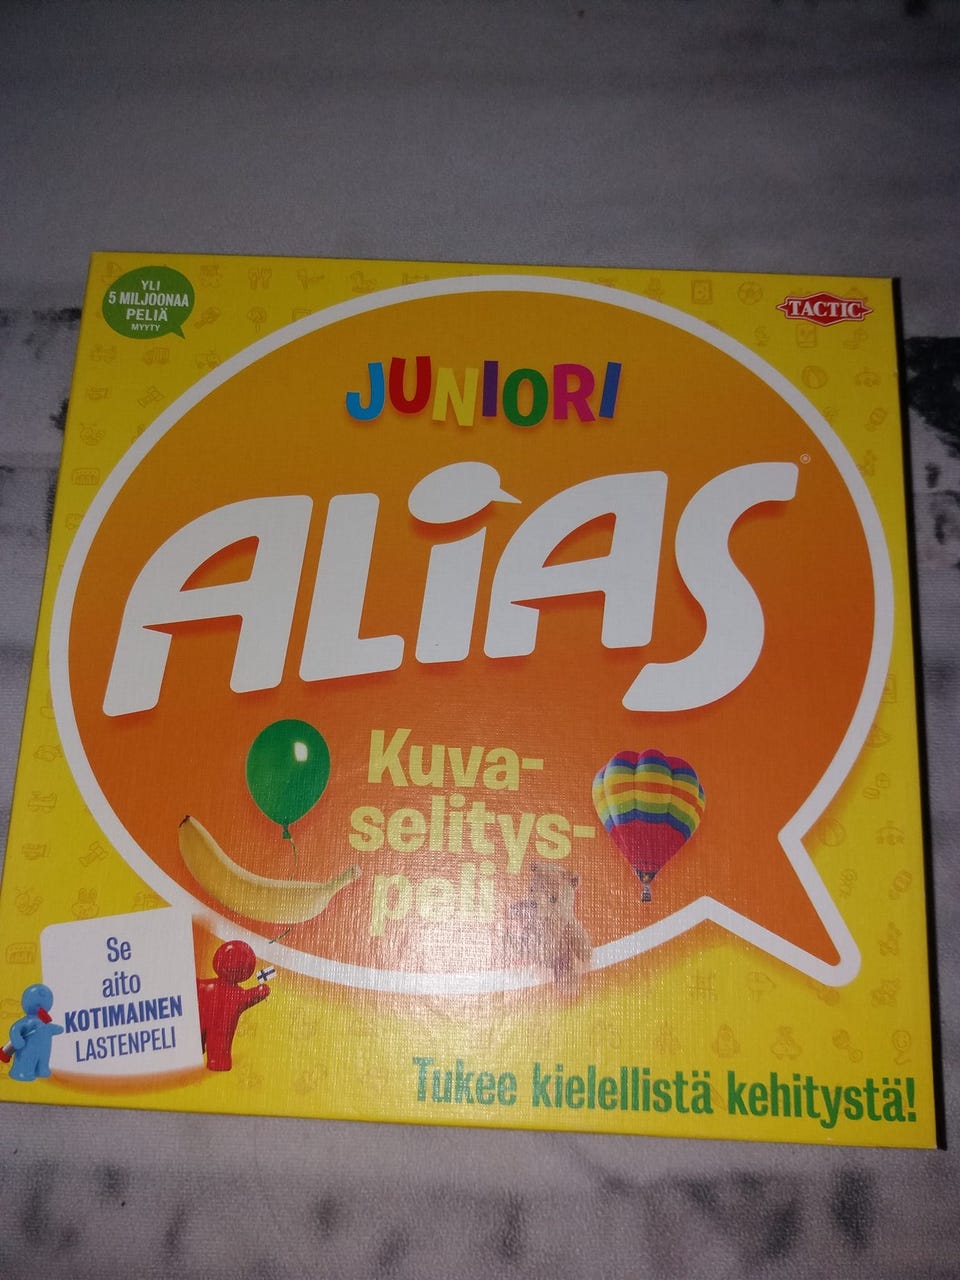 YLI
5 MILJOONAA
PELIÄ
MYYTY
TACTIC
JUNIORI
ALiAS®
Kuva-
selitys-
peli
Se
aito
KOTIMAINEN
LASTENPELI
Tukee kielellistä kehitystä!